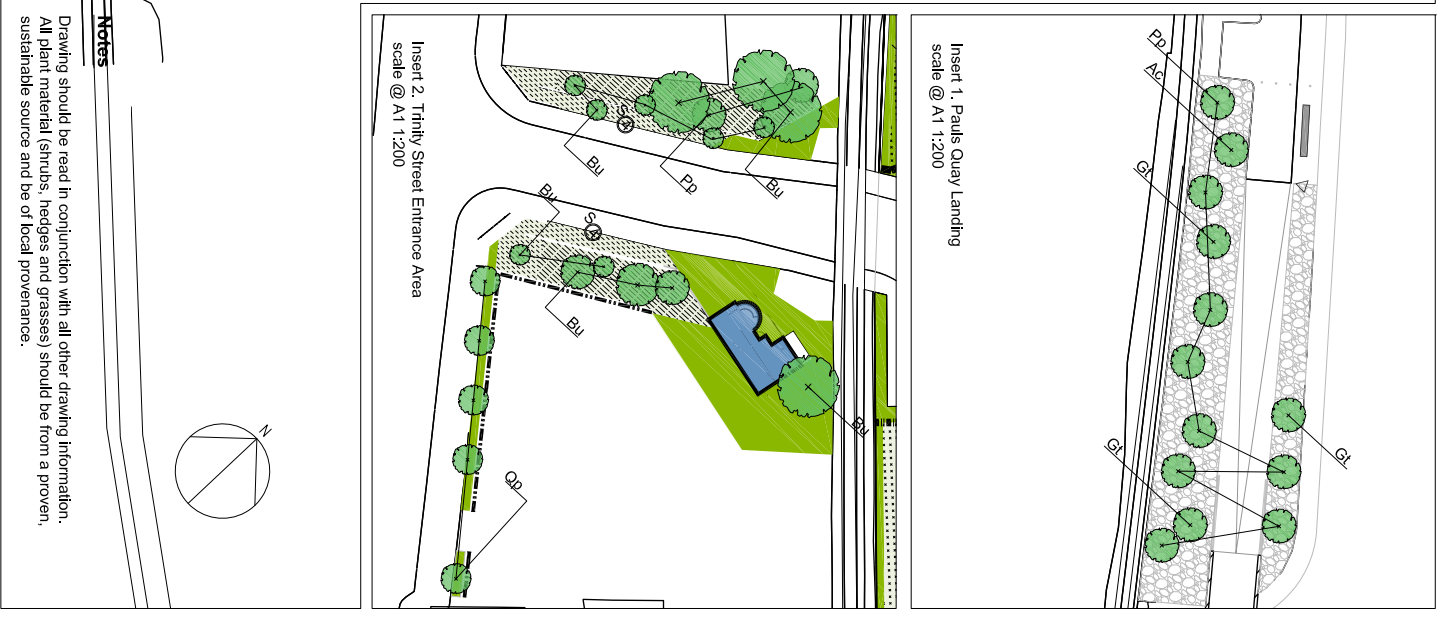 Notes
Drawing should be read in conjunction with all other drawing information.
All plant material (shrubs, hedges and grasses) should be from a proven,
sustainable source and be of local provenance.
N
Insert 2. Trinity Street Entrance Area
scale @ A1 1:200
Bu
Pp
Bu
Bu
Bu
Bu
Qp
Insert 1. Pauls Quay Landing
scale @ A1 1:200
Pp
Ac
Gt
Gt
Gt